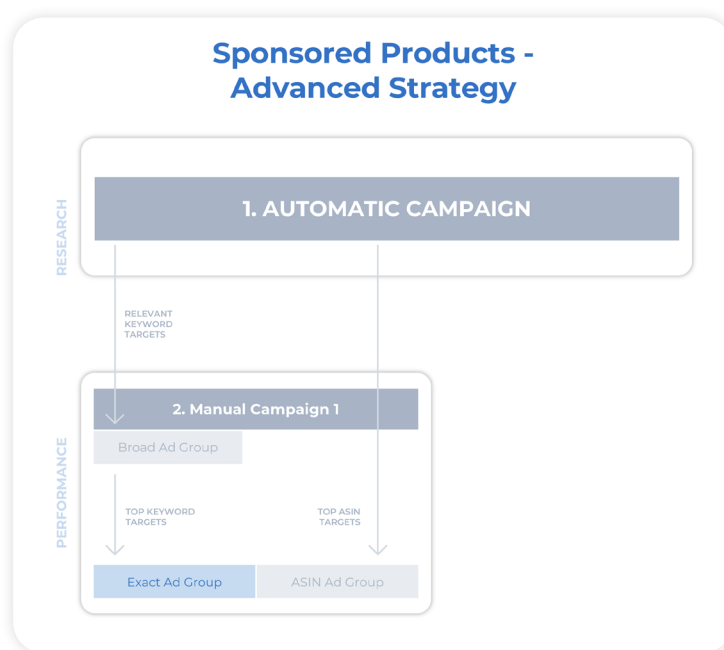 Sponsored Products -
Advanced Strategy
RESEARCH
1. AUTOMATIC CAMPAIGN
RELEVANT
KEYWORD
TARGETS
PERFORMANCE
2. Manual Campaign 1
Broad Ad Group
TOP KEYWORD
TARGETS
TOP ASIN
TARGETS
Exact Ad Group
ASIN Ad Group